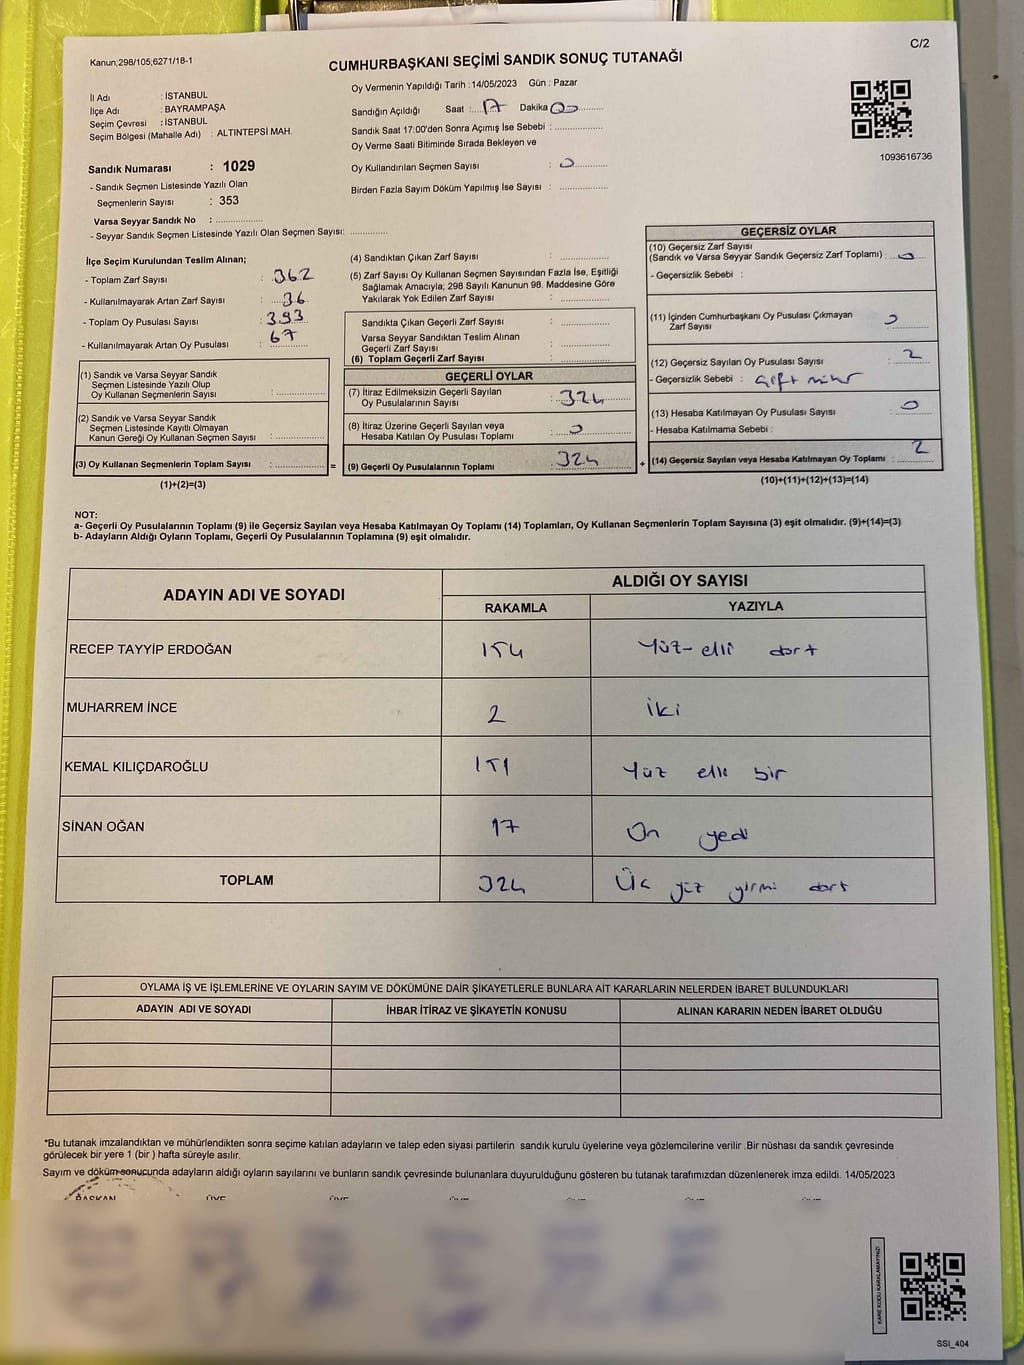 C/2
Kanun;298/105;6271/18-1
CUMHURBAŞKANI SEÇİMİ SANDIK SONUÇ TUTANAĞI
Oy Vermenin Yapıldığı Tarih :14/05/2023 Gün : Pazar
İl Adı : İSTANBUL
İlçe Adı : BAYRAMPAŞA
Seçim Çevresi : İSTANBUL
Seçim Bölgesi (Mahalle Adı) : ALTINTEPSİ MAH.
Sandığın Açıldığı Saat :...17 Dakika 00
Sandık Saat 17:00'den Sonra Açımış İse Sebebi :
Oy Verme Saati Bitiminde Sırada Bekleyen ve
Oy Kullandırılan Seçmen Sayısı : 0
Birden Fazla Sayım Döküm Yapılmış İse Sayısı :
1093616736
Sandık Numarası : 1029
- Sandık Seçmen Listesinde Yazılı Olan
Seçmenlerin Sayısı : 353
Varsa Seyyar Sandık No :
- Seyyar Sandık Seçmen Listesinde Yazılı Olan Seçmen Sayısı:
İlçe Seçim Kurulundan Teslim Alınan;
- Toplam Zarf Sayısı : 362
- Kullanılmayarak Artan Zarf Sayısı : 36
- Toplam Oy Pusulası Sayısı : 393
- Kullanılmayarak Artan Oy Pusulası : 67
(1) Sandık ve Varsa Seyyar Sandık
Seçmen Listesinde Yazılı Olup
Oy Kullanan Seçmenlerin Sayısı :
(2) Sandık ve Varsa Seyyar Sandık
Seçmen Listesinde Kayıtlı Olmayan
Kanun Gereği Oy Kullanan Seçmen Sayısı :
(3) Oy Kullanan Seçmenlerin Toplam Sayısı : =
(1)+(2)=(3)
(4) Sandıktan Çıkan Zarf Sayısı :
(5) Zarf Sayısı Oy Kullanan Seçmen Sayısından Fazla İse, Eşitliği
Sağlamak Amacıyla; 298 Sayılı Kanunun 98. Maddesine Göre
Yakılarak Yok Edilen Zarf Sayısı :
Sandıkta Çıkan Geçerli Zarf Sayısı :
Varsa Seyyar Sandıktan Teslim Alınan
Geçerli Zarf Sayısı :
(6) Toplam Geçerli Zarf Sayısı :
GEÇERLİ OYLAR
(7) İtiraz Edilmeksizin Geçerli Sayılan
Oy Pusulalarının Sayısı : 324
(8) İtiraz Üzerine Geçerli Sayılan veya
Hesaba Katılan Oy Pusulası Toplamı : 0
(9) Geçerli Oy Pusulalarının Toplamı : 324 +
GEÇERSİZ OYLAR
(10) Geçersiz Zarf Sayısı
(Sandık ve Varsa Seyyar Sandık Geçersiz Zarf Toplamı) : 0
- Geçersizlik Sebebi :
(11) İçinden Cumhurbaşkanı Oy Pusulası Çıkmayan
Zarf Sayısı : 0
(12) Geçersiz Sayılan Oy Pusulası Sayısı : 2
- Geçersizlik Sebebi : Çift mühür
(13) Hesaba Katılmayan Oy Pusulası Sayısı : 0
- Hesaba Katılmama Sebebi :
(14) Geçersiz Sayılan veya Hesaba Katılmayan Oy Toplamı : 2
(10)+(11)+(12)+(13)=(14)
NOT:
a- Geçerli Oy Pusulalarının Toplamı (9) ile Geçersiz Sayılan veya Hesaba Katılmayan Oy Toplamı (14) Toplamları, Oy Kullanan Seçmenlerin Toplam Sayısına (3) eşit olmalıdır. (9)+(14)=(3)
b- Adayların Aldığı Oyların Toplamı, Geçerli Oy Pusulalarının Toplamına (9) eşit olmalıdır.
ADAYIN ADI VE SOYADI
ALDIĞI OY SAYISI
RAKAMLA YAZIYLA
RECEP TAYYİP ERDOĞAN 154 Yüz-elli dört
MUHARREM İNCE 2 iki
KEMAL KILIÇDAROĞLU 151 Yüz elli bir
SİNAN OĞAN 17 On yedi
TOPLAM 324 Üç yüz yirmi dört
OYLAMA İŞ VE İŞLEMLERİNE VE OYLARIN SAYIM VE DÖKÜMÜNE DAİR ŞİKAYETLERLE BUNLARA AİT KARARLARIN NELERDEN İBARET BULUNDUKLARI
ADAYIN ADI VE SOYADI İHBAR İTİRAZ VE ŞİKAYETİN KONUSU ALINAN KARARIN NEDEN İBARET OLDUĞU
*Bu tutanak imzalandıktan ve mühürlendikten sonra seçime katılan adayların ve talep eden siyasi partilerin sandık kurulu üyelerine veya gözlemcilerine verilir .Bir nüshası da sandık çevresinde
görülecek bir yere 1 (bir ) hafta süreyle asılır.
Sayım ve döküm sonucunda adayların aldığı oyların sayılarını ve bunların sandık çevresinde bulunanlara duyurulduğunu gösteren bu tutanak tarafımızdan düzenlenerek imza edildi. 14/05/2023
BAŞKAN ÜYE ÜYE
KARE KODU KARALAMAYINIZ!
SSI_404